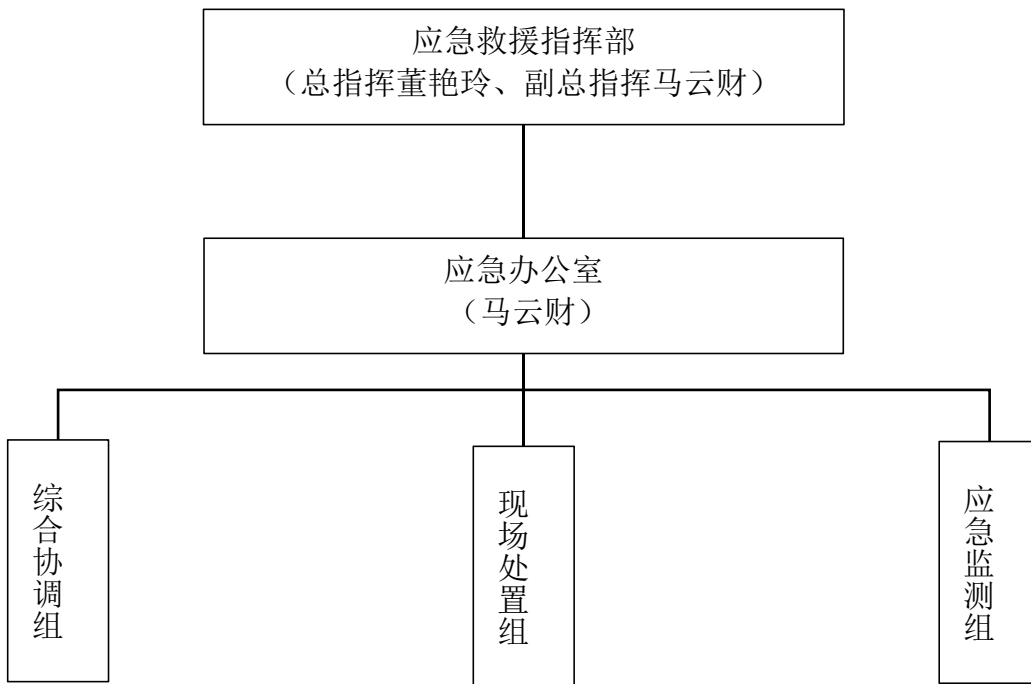 应急救援指挥部
（总指挥董艳玲、副总指挥马云财）
应急办公室
（马云财）
综合协调组
现场处置组
应急监测组